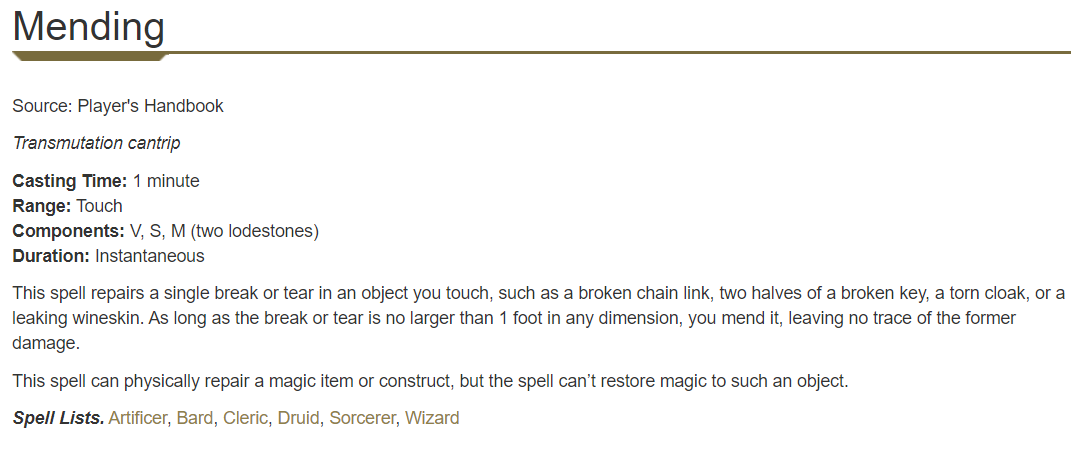 Mending
Source: Player's Handbook
Transmutation cantrip
Casting Time: 1 minute
Range: Touch
Components: V, S, M (two lodestones)
Duration: Instantaneous
This spell repairs a single break or tear in an object you touch, such as a broken chain link, two halves of a broken key, a torn cloak, or a
leaking wineskin. As long as the break or tear is no larger than 1 foot in any dimension, you mend it, leaving no trace of the former
damage.
This spell can physically repair a magic item or construct, but the spell can’t restore magic to such an object.
Spell Lists. Artificer, Bard, Cleric, Druid, Sorcerer, Wizard